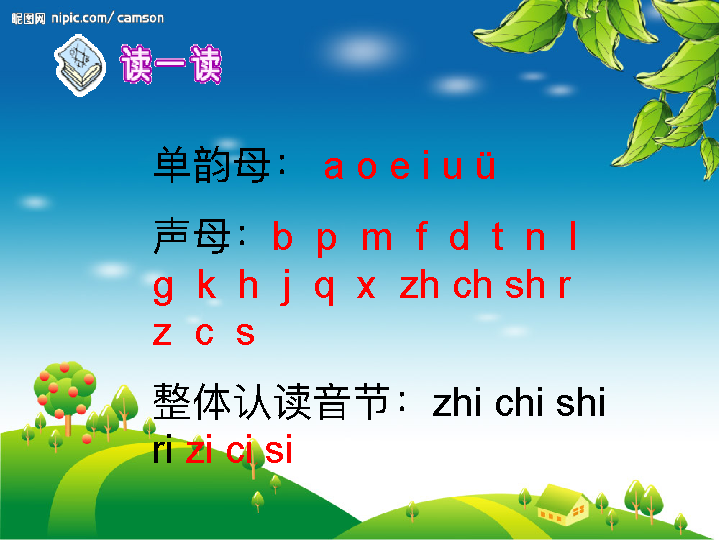 昵图网 nipic.com/camson
读一读
单韵母： a o e i u ü
声母：b p m f d t n l
g k h j q x zh ch sh r
z c s
整体认读音节：zhi chi shi
ri zi ci si